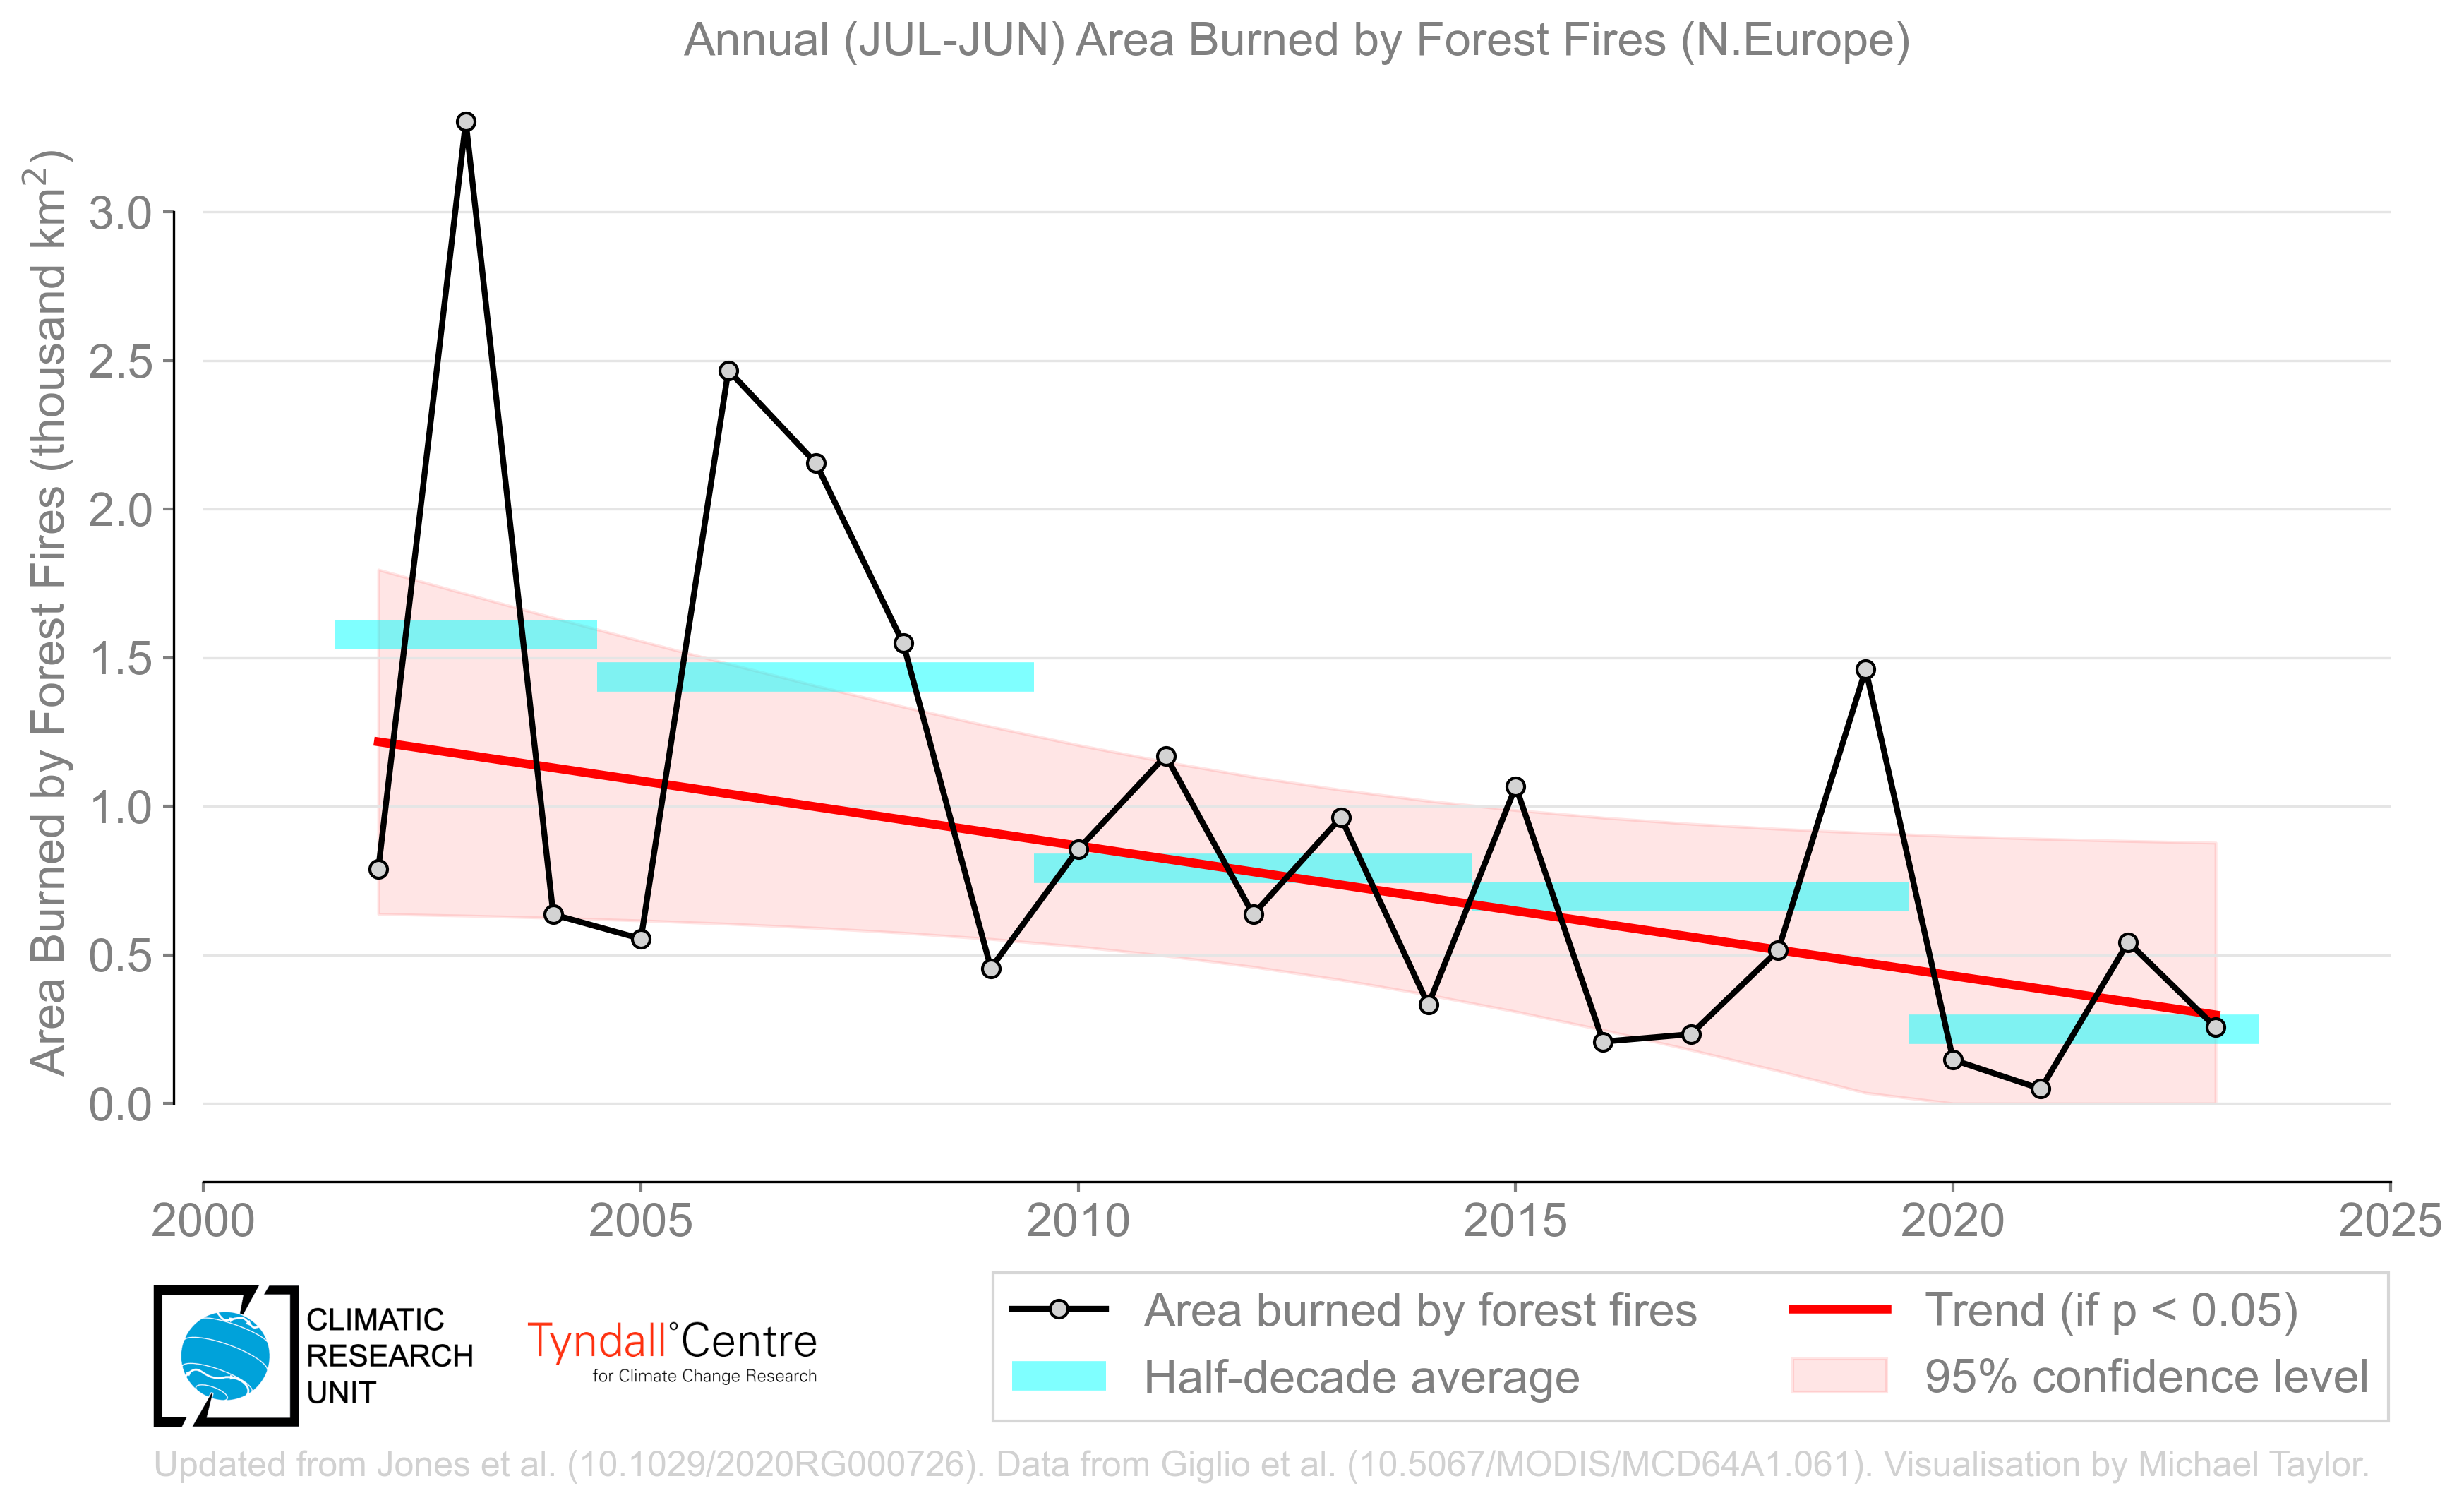 Annual (JUL-JUN) Area Burned by Forest Fires (N.Europe)
Area Burned by Forest Fires (thousand km²)
3.0
2.5
2.0
1.5
1.0
0.5
0.0
2000 2005 2010 2015 2020 2025
CLIMATIC
RESEARCH
UNIT
Tyndall°Centre
for Climate Change Research
Area burned by forest fires
Half-decade average
Trend (if p < 0.05)
95% confidence level
Updated from Jones et al. (10.1029/2020RG000726). Data from Giglio et al. (10.5067/MODIS/MCD64A1.061). Visualisation by Michael Taylor.